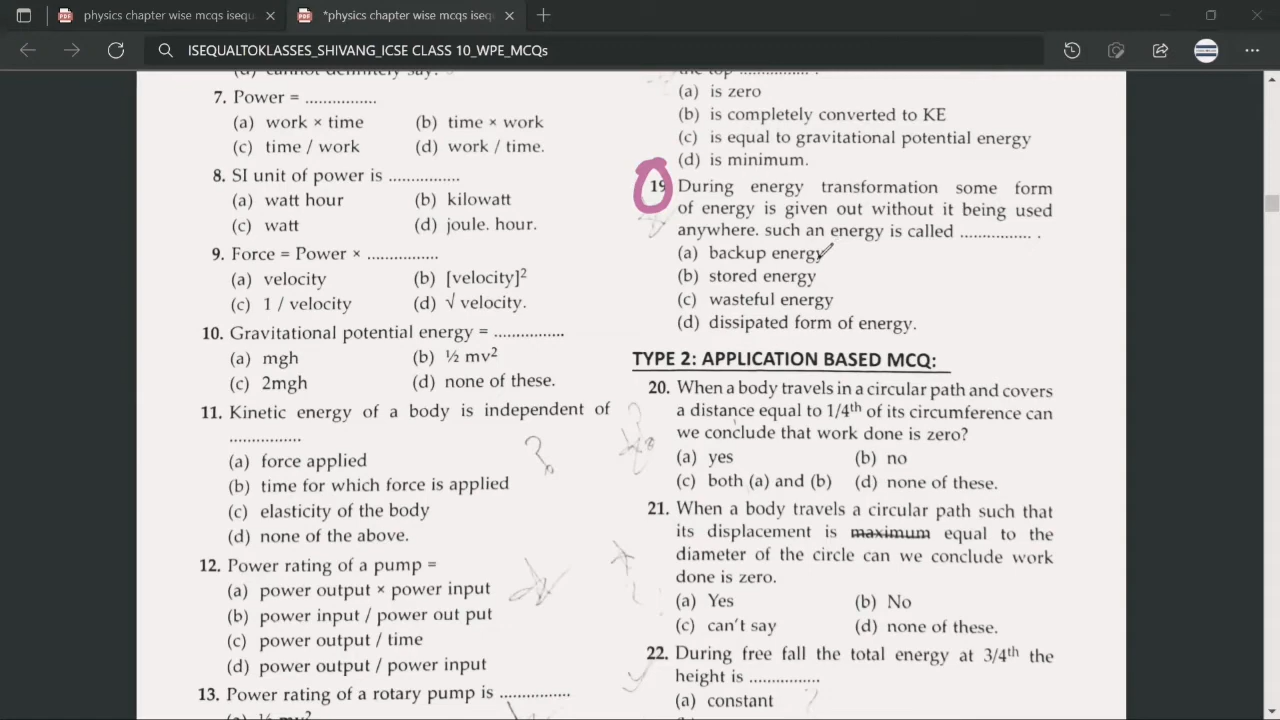 physics chapter wise mcqs isequ
*physics chapter wise mcqs iseq
ISEQUALTOKLASSES_SHIVANG_ICSE CLASS 10_WPE_MCQs
(d) cannot definitely say.
7. Power = ...............
(a) work × time (b) time × work
(c) time / work (d) work / time.
8. SI unit of power is ...............
(a) watt hour (b) kilowatt
(c) watt (d) joule. hour.
9. Force = Power × ...............
(a) velocity (b) [velocity]²
(c) 1 / velocity (d) √ velocity.
10. Gravitational potential energy = ...............
(a) mgh (b) ½ mv²
(c) 2mgh (d) none of these.
11. Kinetic energy of a body is independent of
...............
(a) force applied
(b) time for which force is applied
(c) elasticity of the body
(d) none of the above.
12. Power rating of a pump =
(a) power output × power input
(b) power input / power out put
(c) power output / time
(d) power output / power input
13. Power rating of a rotary pump is ...............
(a) ½ mv²
the top ............... .
(a) is zero
(b) is completely converted to KE
(c) is equal to gravitational potential energy
(d) is minimum.
19 During energy transformation some form
of energy is given out without it being used
anywhere. such an energy is called ............... .
(a) backup energy
(b) stored energy
(c) wasteful energy
(d) dissipated form of energy.
TYPE 2: APPLICATION BASED MCQ:
20. When a body travels in a circular path and covers
a distance equal to 1/4th of its circumference can
we conclude that work done is zero?
(a) yes (b) no
(c) both (a) and (b) (d) none of these.
21. When a body travels a circular path such that
its displacement is maximum equal to the
diameter of the circle can we conclude work
done is zero.
(a) Yes (b) No
(c) can't say (d) none of these.
22. During free fall the total energy at 3/4th the
height is ...............
(a) constant